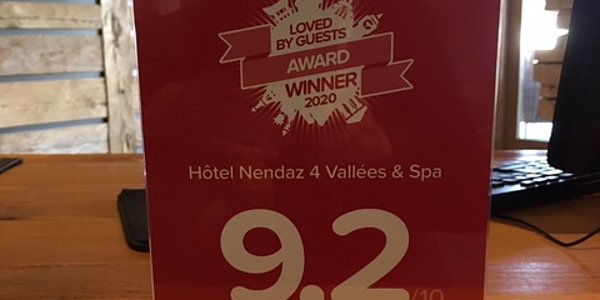 LOVED
BY GUESTS
AWARD
WINNER
2020
Hôtel Nendaz 4 Vallées & Spa
9.2
/10